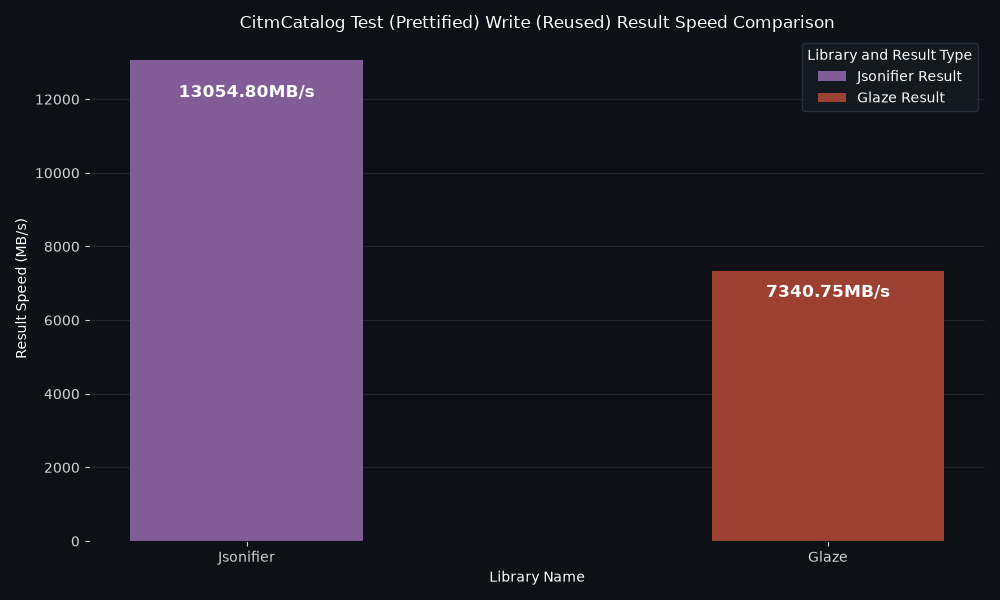 CitmCatalog Test (Prettified) Write (Reused) Result Speed Comparison
Library and Result Type
Jsonifier Result
Glaze Result
13054.80MB/s
7340.75MB/s
Result Speed (MB/s)
12000
10000
8000
6000
4000
2000
0
Jsonifier
Glaze
Library Name